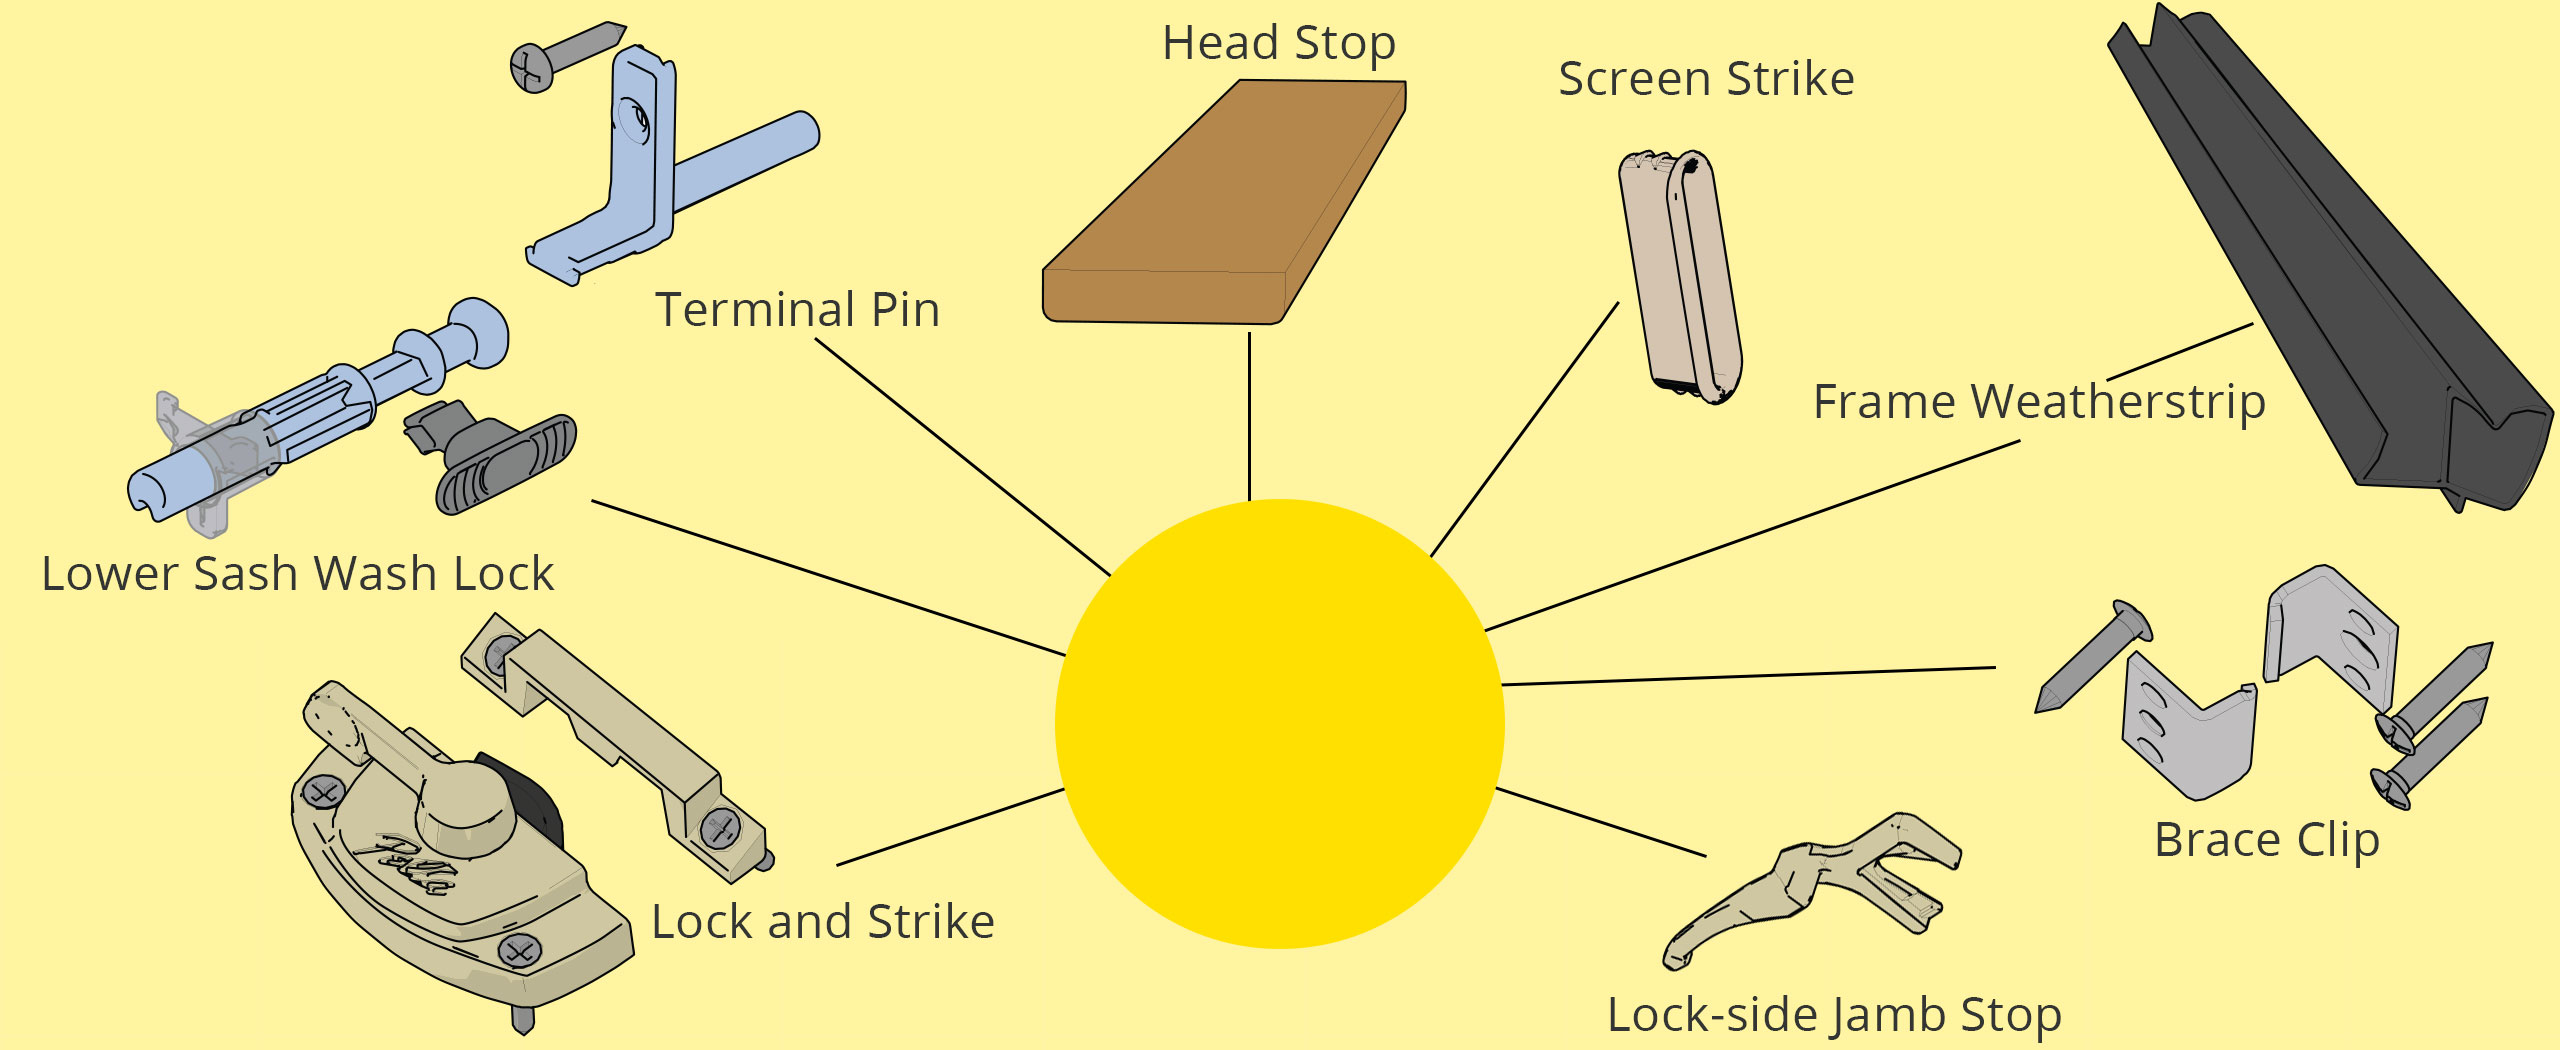 Head Stop
Screen Strike
Terminal Pin
Frame Weatherstrip
Lower Sash Wash Lock
Brace Clip
Pella
Lock and Strike
Lock-side Jamb Stop